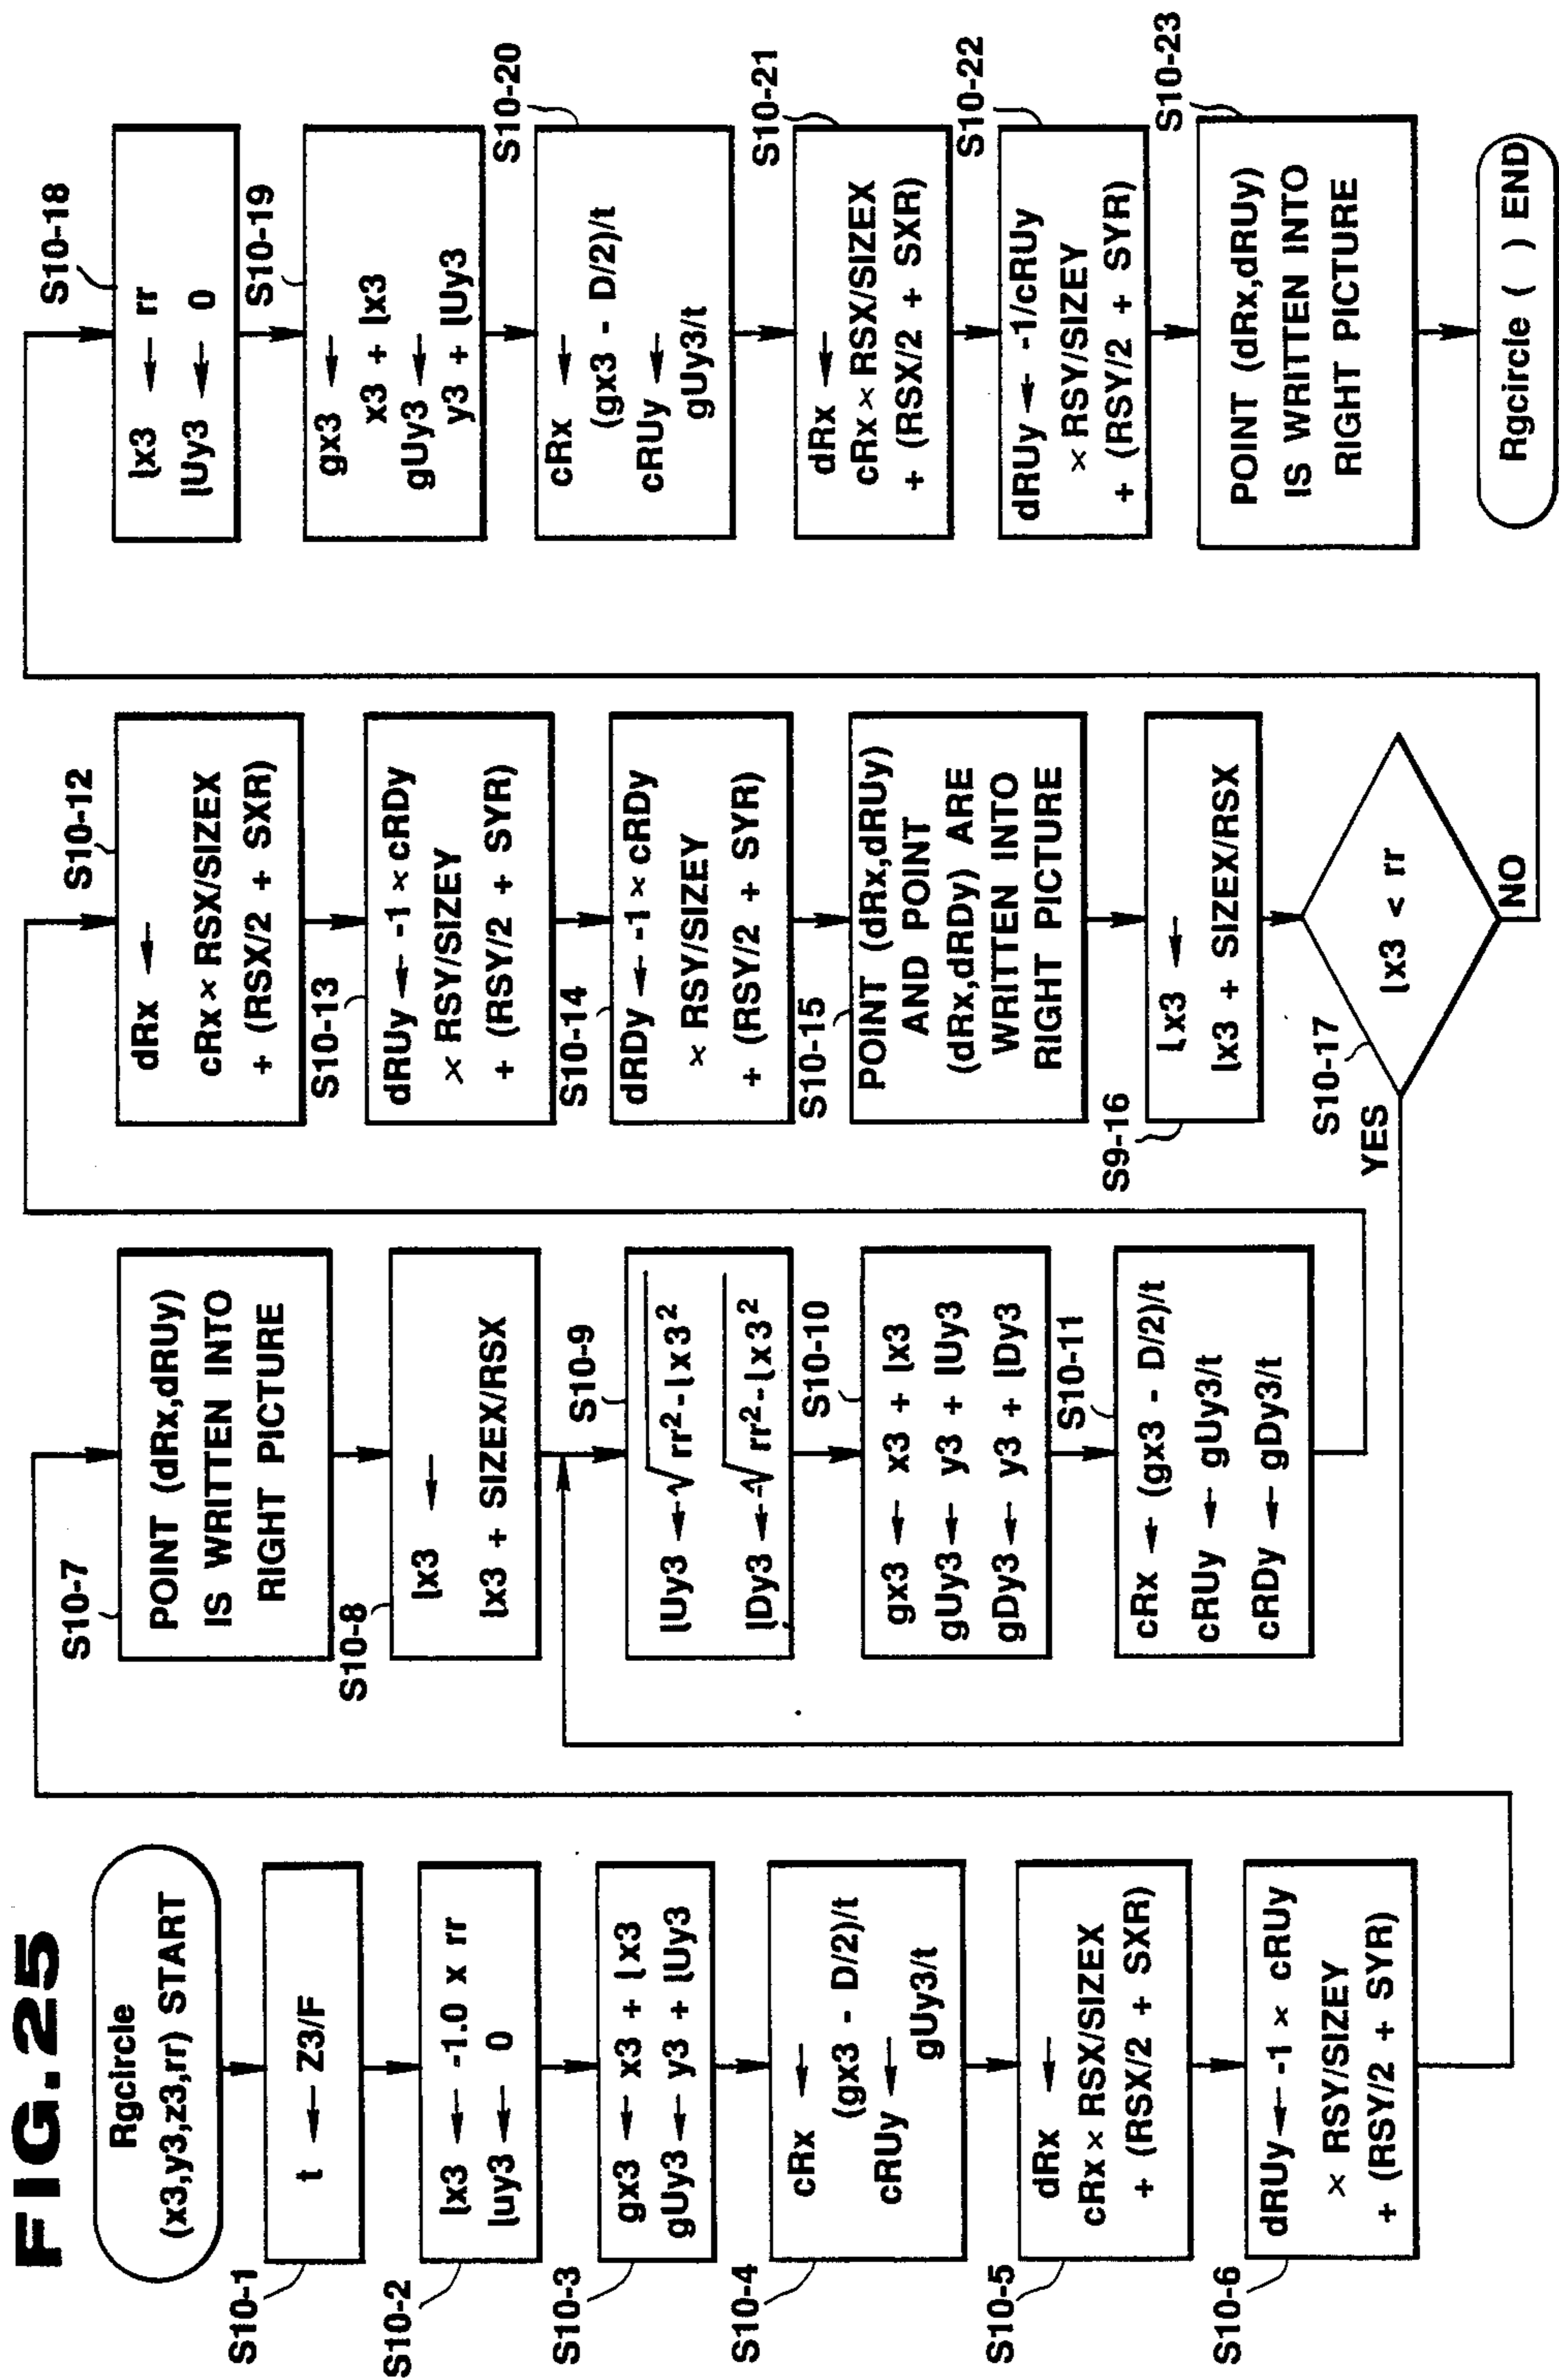 FIG.25
Rgcircle
(x3,y3,z3,rr) START
S10-1
t ← Z3/F
S10-2
lx3 ← -1.0 x rr
luy3 ← 0
S10-3
gx3 ← x3 + lx3
gUy3 ← y3 + lUy3
S10-4
cRx ←
(gx3 - D/2)/t
cRUy ←
gUy3/t
S10-5
dRx ←
cRx × RSX/SIZEX
+ (RSX/2 + SXR)
S10-6
dRUy ← -1 × cRUy
× RSY/SIZEY
+ (RSY/2 + SYR)
S10-7
POINT (dRx,dRUy)
IS WRITTEN INTO
RIGHT PICTURE
S10-8
lx3 ←
lx3 + SIZEX/RSX
S10-9
lUy3 ← √rr²-lx3²
lDy3 ← √rr²-lx3²
S10-10
gx3 ← x3 + lx3
gUy3 ← y3 + lUy3
gDy3 ← y3 + lDy3
S10-11
cRx ← (gx3 - D/2)/t
cRUy ← gUy3/t
cRDy ← gDy3/t
S10-12
dRx ←
cRx × RSX/SIZEX
+ (RSX/2 + SXR)
S10-13
dRUy ← -1 × cRDy
× RSY/SIZEY
+ (RSY/2 + SYR)
S10-14
dRDy ← -1 × cRDy
× RSY/SIZEY
+ (RSY/2 + SYR)
S10-15
POINT (dRx,dRUy)
AND POINT
(dRx,dRDy) ARE
WRITTEN INTO
RIGHT PICTURE
S9-16
lx3 ←
lx3 + SIZEX/RSX
S10-17
lx3 < rr
YES
NO
S10-18
lx3 ← rr
lUy3 ← 0
S10-19
gx3 ←
x3 + lx3
gUy3 ←
y3 + lUy3
S10-20
cRx ←
(gx3 - D/2)/t
cRUy ←
gUy3/t
S10-21
dRx ←
cRx × RSX/SIZEX
+ (RSX/2 + SXR)
S10-22
dRUy ← -1/cRUy
× RSY/SIZEY
+ (RSY/2 + SYR)
S10-23
POINT (dRx,dRUy)
IS WRITTEN INTO
RIGHT PICTURE
Rgcircle ( ) END